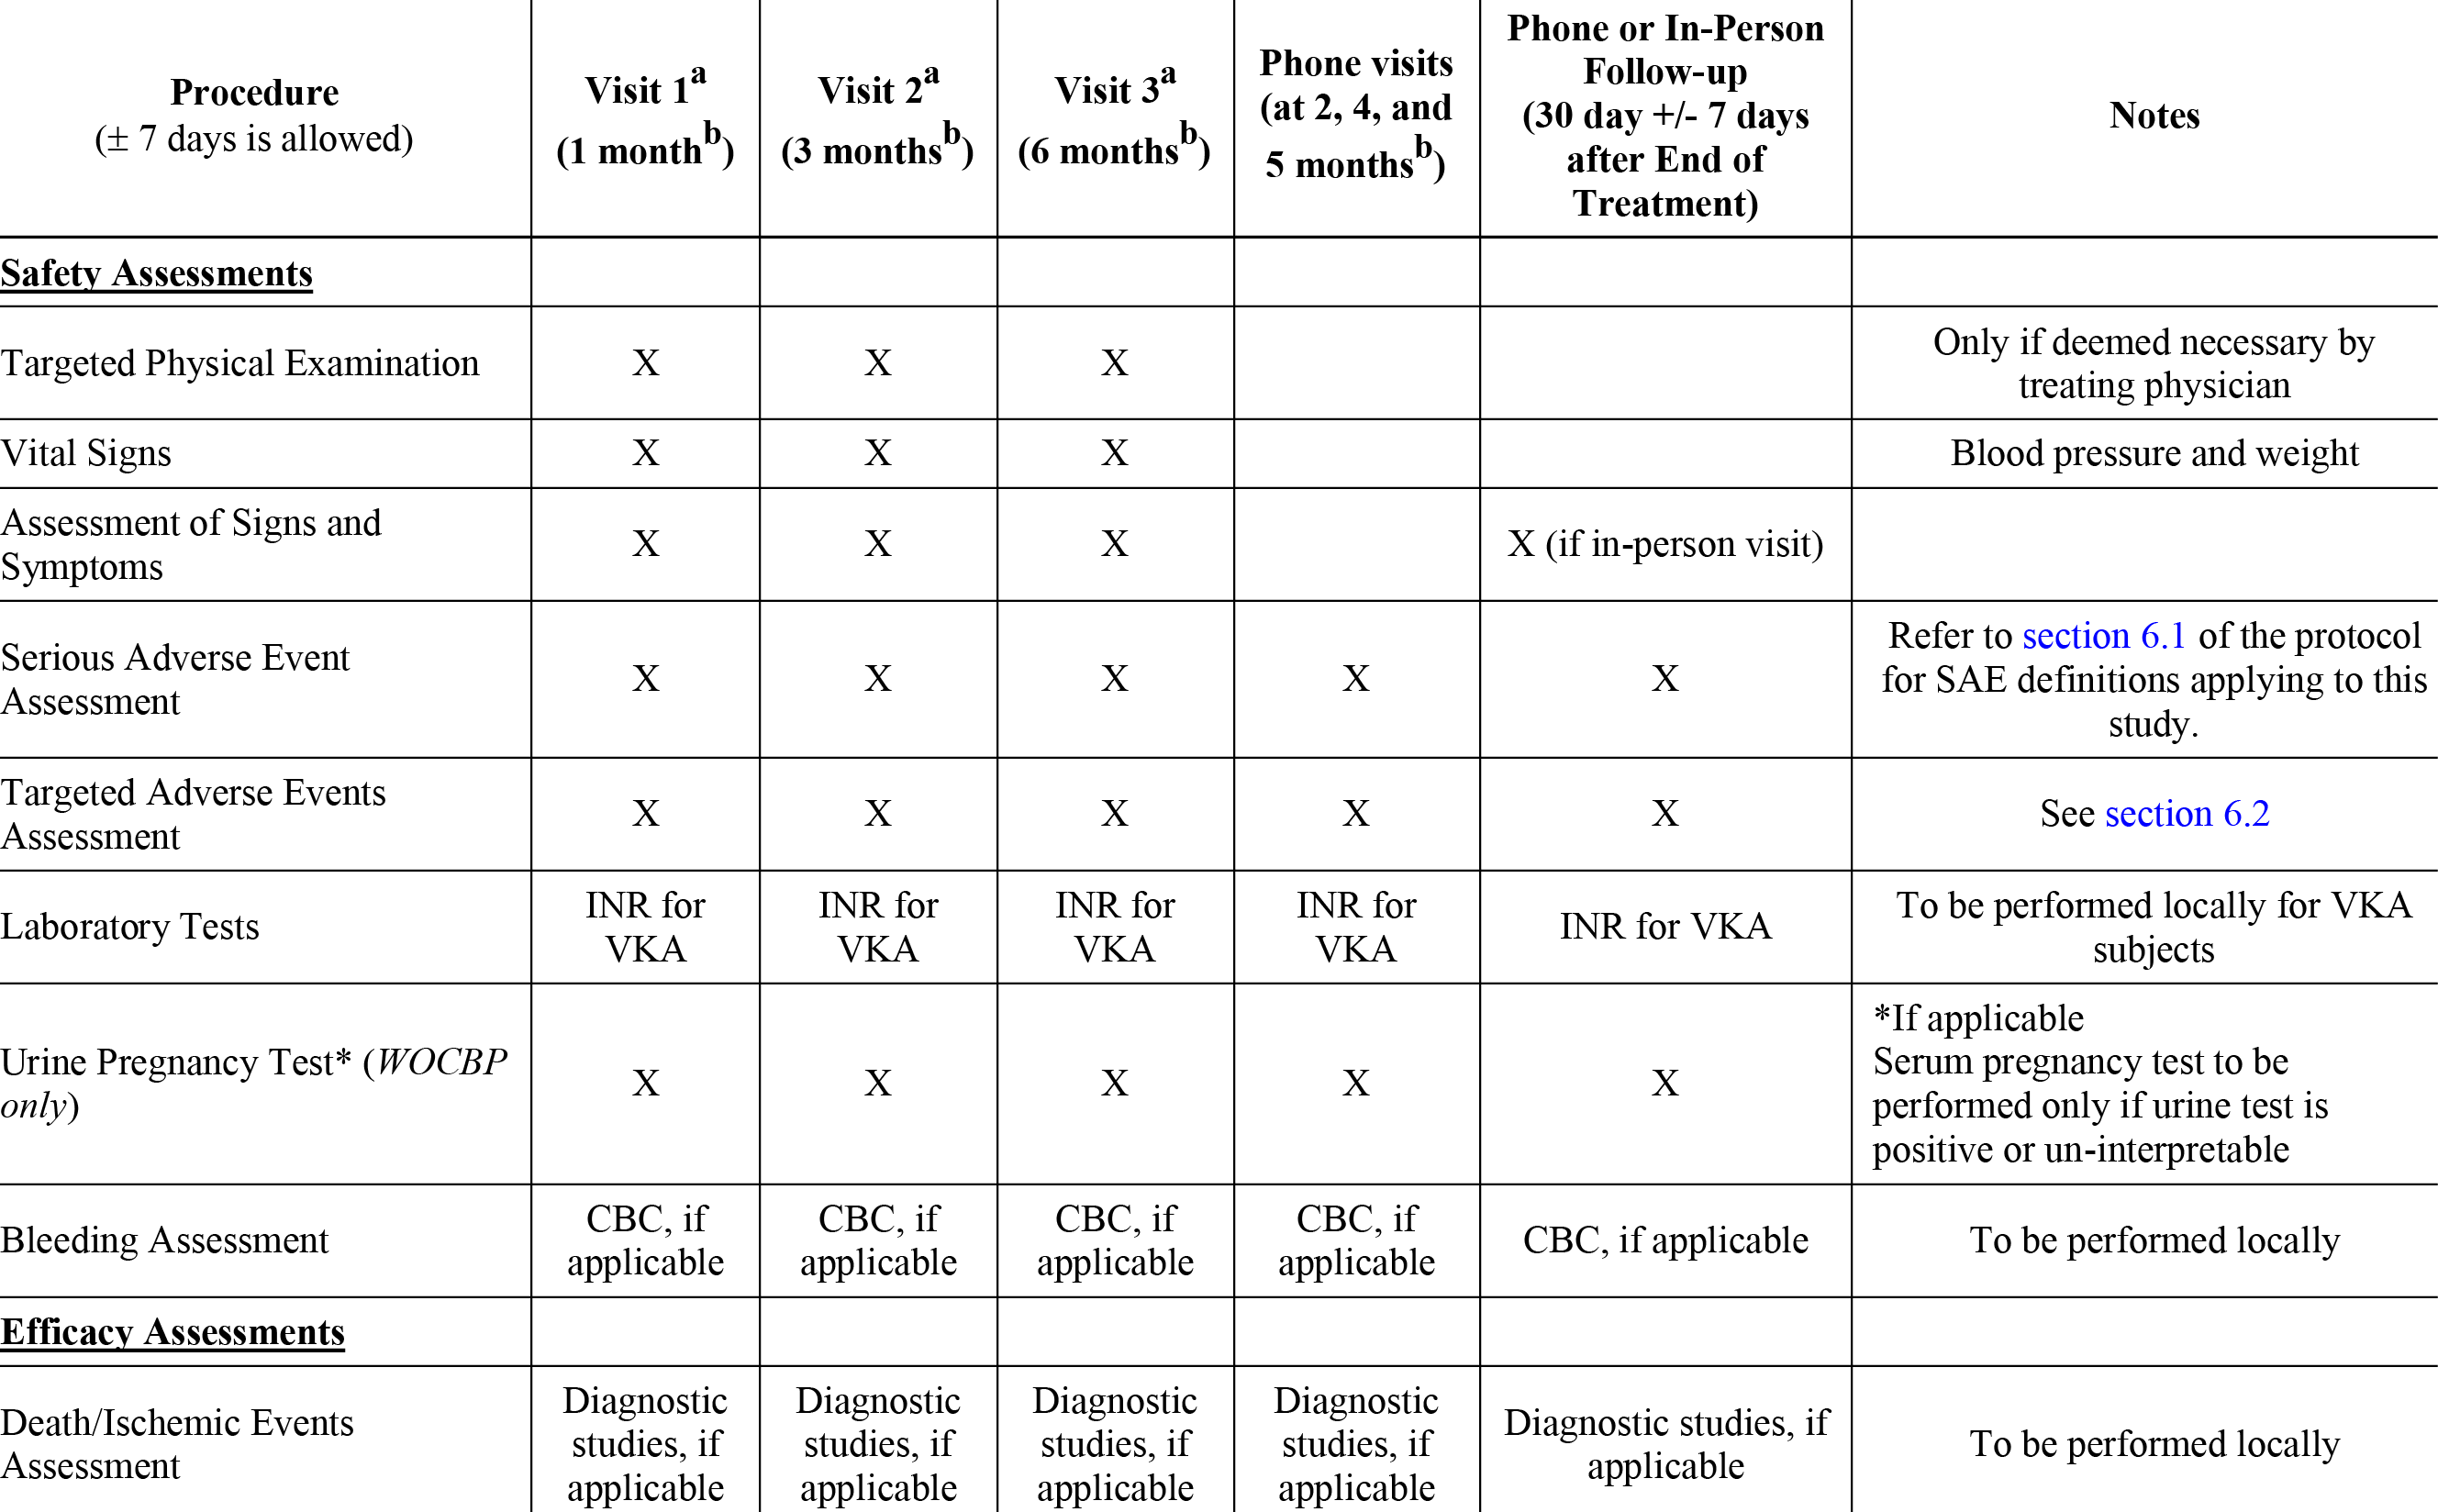 Procedure
(± 7 days is allowed)
Visit 1a
(1 monthb)
Visit 2a
(3 monthsb)
Visit 3a
(6 monthsb)
Phone visits
(at 2, 4, and
5 monthsb)
Phone or In-Person
Follow-up
(30 day +/- 7 days
after End of
Treatment)
Notes
Safety Assessments
Targeted Physical Examination
X
X
X
Only if deemed necessary by
treating physician
Vital Signs
X
X
X
Blood pressure and weight
Assessment of Signs and
Symptoms
X
X
X
X (if in-person visit)
Serious Adverse Event
Assessment
X
X
X
X
X
Refer to section 6.1 of the protocol
for SAE definitions applying to this
study.
Targeted Adverse Events
Assessment
X
X
X
X
X
See section 6.2
Laboratory Tests
INR for
VKA
INR for
VKA
INR for
VKA
INR for
VKA
INR for VKA
To be performed locally for VKA
subjects
Urine Pregnancy Test* (WOCBP
only)
X
X
X
X
X
*If applicable
Serum pregnancy test to be
performed only if urine test is
positive or un-interpretable
Bleeding Assessment
CBC, if
applicable
CBC, if
applicable
CBC, if
applicable
CBC, if
applicable
CBC, if applicable
To be performed locally
Efficacy Assessments
Death/Ischemic Events
Assessment
Diagnostic
studies, if
applicable
Diagnostic
studies, if
applicable
Diagnostic
studies, if
applicable
Diagnostic
studies, if
applicable
Diagnostic studies, if
applicable
To be performed locally